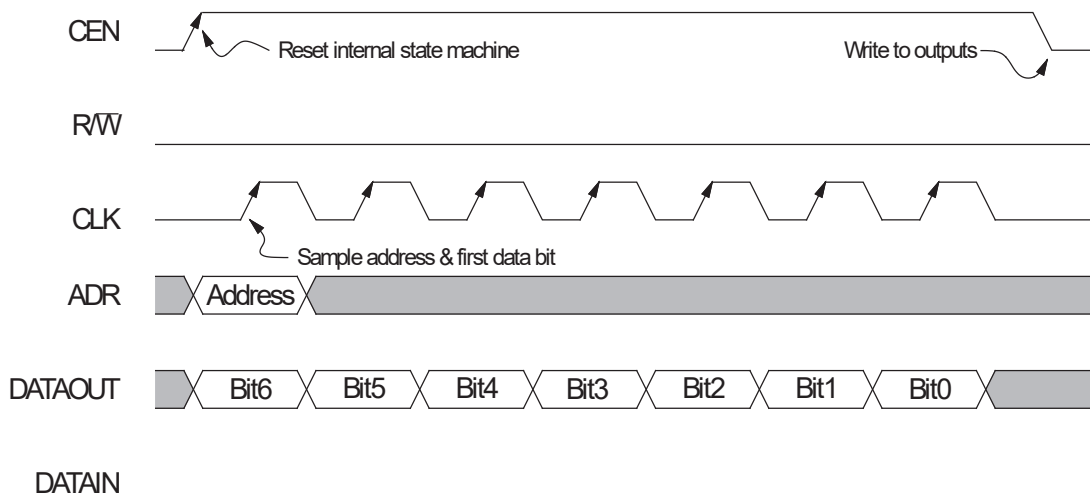 CEN
Reset internal state machine
Write to outputs
R/W̅
CLK
Sample address & first data bit
ADR
Address
DATAOUT
Bit6 Bit5 Bit4 Bit3 Bit2 Bit1 Bit0
DATAIN